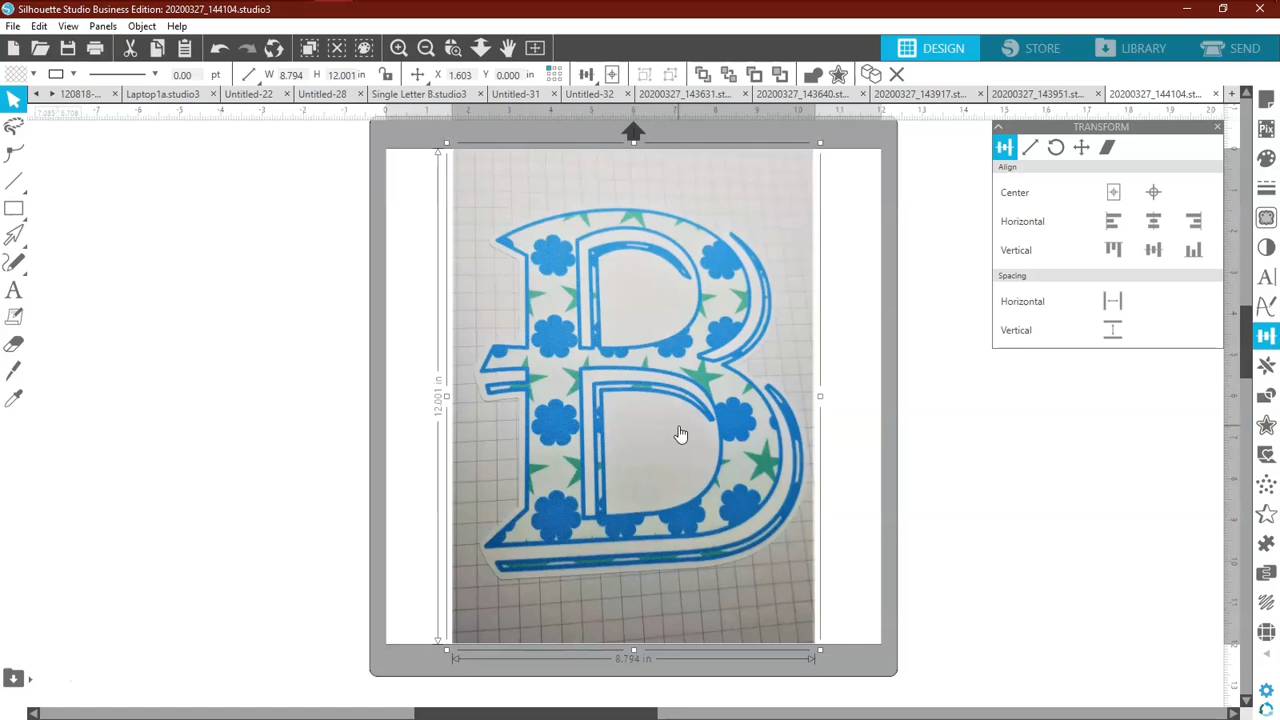 Silhouette Studio Business Edition: 20200327_144104.studio3
File Edit View Panels Object Help
DESIGN STORE LIBRARY SEND
0.00 pt W 8.794 H 12.001 in X 1.603 Y 0.000 in
120818-... Laptop1a.studio3 Untitled-22 Untitled-28 Single Letter B.studio3 Untitled-31 Untitled-32 20200327_143631.st... 20200327_143640.st... 20200327_143917.st... 20200327_143951.st... 20200327_144104.st...
TRANSFORM
Align
Center
Horizontal
Vertical
Spacing
Horizontal
Vertical
B
12.001 in
8.794 in